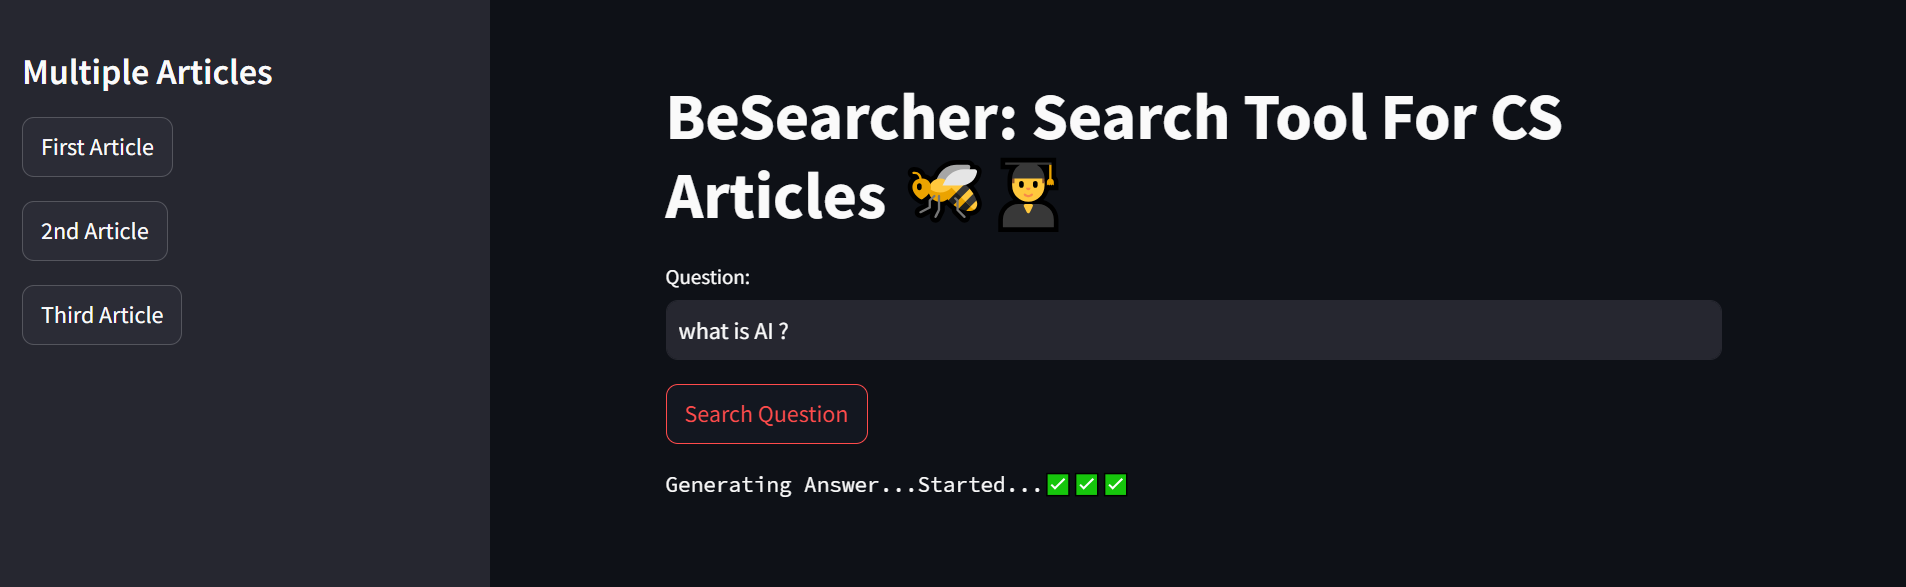 Multiple Articles
First Article
2nd Article
Third Article
BeSearcher: Search Tool For CS
Articles 🐝👨‍🎓
Question:
what is AI ?
Search Question
Generating Answer...Started...✅✅✅